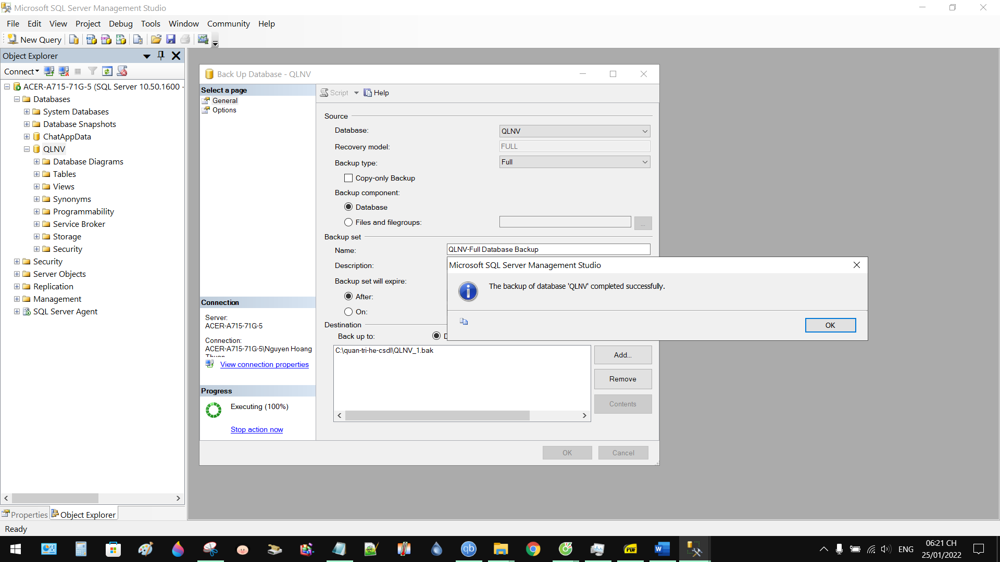 Microsoft SQL Server Management Studio
File Edit View Project Debug Tools Window Community Help
New Query
Object Explorer
Connect
ACER-A715-71G-5 (SQL Server 10.50.1600 -
Databases
System Databases
Database Snapshots
ChatAppData
QLNV
Database Diagrams
Tables
Views
Synonyms
Programmability
Service Broker
Storage
Security
Security
Server Objects
Replication
Management
SQL Server Agent
Properties Object Explorer
Ready
Back Up Database - QLNV
Select a page
General
Options
Connection
Server:
ACER-A715-71G-5
Connection:
ACER-A715-71G-5\Nguyen Hoang
View connection properties
Progress
Executing (100%)
Stop action now
Script Help
Source
Database: QLNV
Recovery model: FULL
Backup type: Full
Copy-only Backup
Backup component:
Database
Files and filegroups: ...
Backup set
Name: QLNV-Full Database Backup
Description:
Backup set will expire:
After:
On:
Destination
Back up to:
C:\quan-tri-he-csdl\QLNV_1.bak
Add...
Remove
Contents
OK Cancel
Microsoft SQL Server Management Studio
The backup of database 'QLNV' completed successfully.
OK
qb
PDF
ENG
06:21 CH
25/01/2022